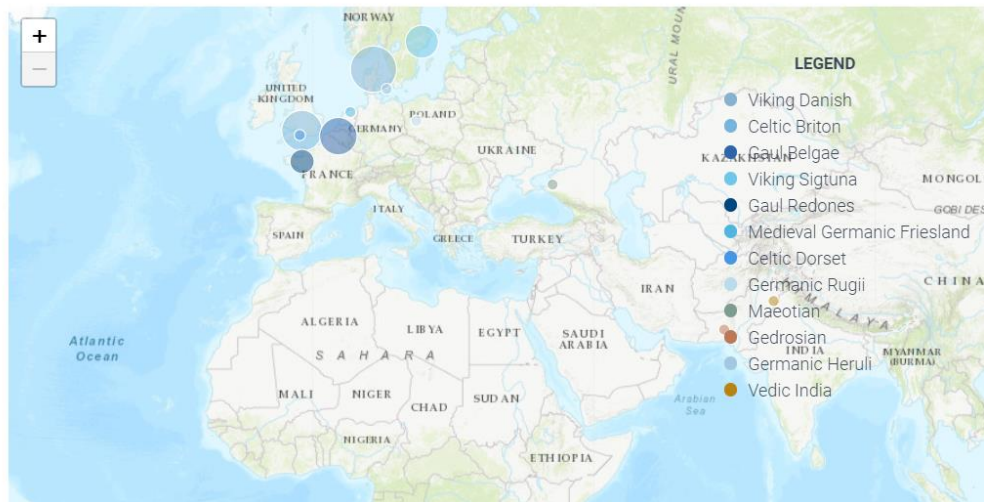 NORWAY
URAL MOUN
+
−
LEGEND
UNITED
KINGDOM
Viking Danish
POLAND
GERMANY
Celtic Briton
UKRAINE
Gaul Belgae
KAZAKHSTAN
FRANCE
Viking Sigtuna
MONGOL
Gaul Redones
ITALY
GOBI DES
SPAIN
GREECE
TURKEY
Medieval Germanic Friesland
Celtic Dorset
CHINA
IRAN
Germanic Rugii
HIMALAYA
Maeotian
ALGERIA
LIBYA
EGYPT
SAUDI
ARABIA
Gedrosian
Atlantic
Ocean
SAHARA
INDIA
MYANMAR
(BURMA)
Germanic Heruli
MALI
NIGER
SUDAN
Arabian
Sea
Vedic India
CHAD
NIGERIA
ETHIOPIA